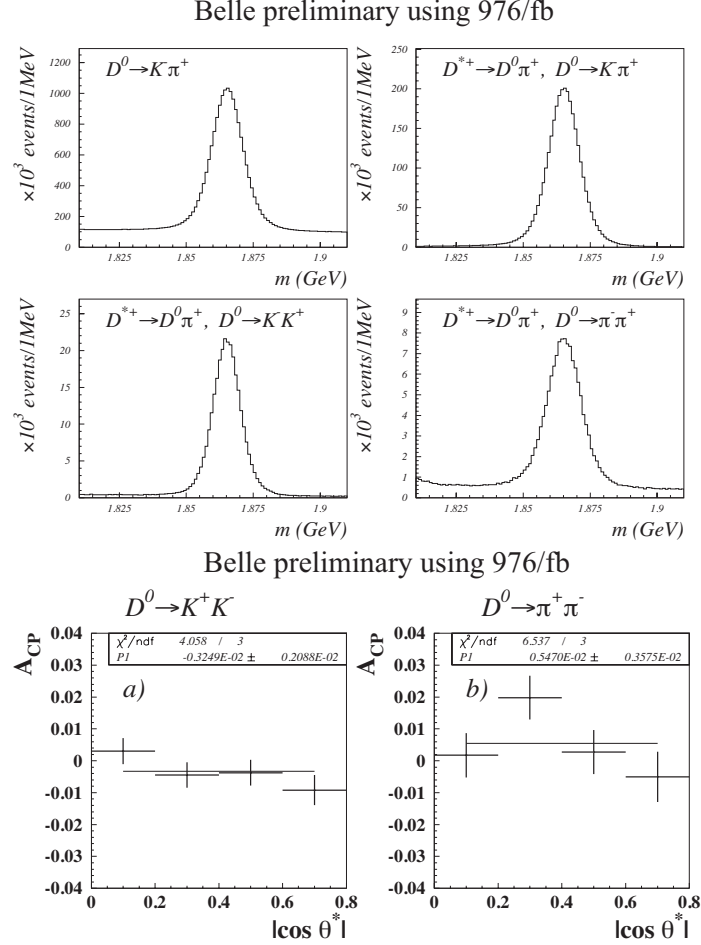 Belle preliminary using 976/fb
D⁰→K⁻π⁺
×10³ events/1MeV
1200
1000
800
600
400
200
0
1.825 1.85 1.875 1.9
m (GeV)
D*⁺→D⁰π⁺, D⁰→K⁻π⁺
×10³ events/1MeV
250
200
150
100
50
0
1.825 1.85 1.875 1.9
m (GeV)
D*⁺→D⁰π⁺, D⁰→K⁻K⁺
×10³ events/1MeV
25
20
15
10
5
0
1.825 1.85 1.875 1.9
m (GeV)
D*⁺→D⁰π⁺, D⁰→π⁻π⁺
×10³ events/1MeV
9
8
7
6
5
4
3
2
1
0
1.825 1.85 1.875 1.9
m (GeV)
Belle preliminary using 976/fb
D⁰→K⁺K⁻
A_CP
χ²/ndf 4.058 / 3
P1 -0.3249E-02 ± 0.2088E-02
a)
0.04
0.03
0.02
0.01
0
-0.01
-0.02
-0.03
-0.04
0 0.2 0.4 0.6 0.8
|cos θ*|
D⁰→π⁺π⁻
A_CP
χ²/ndf 6.537 / 3
P1 0.5470E-02 ± 0.3575E-02
b)
0.04
0.03
0.02
0.01
0
-0.01
-0.02
-0.03
-0.04
0 0.2 0.4 0.6 0.8
|cos θ*|